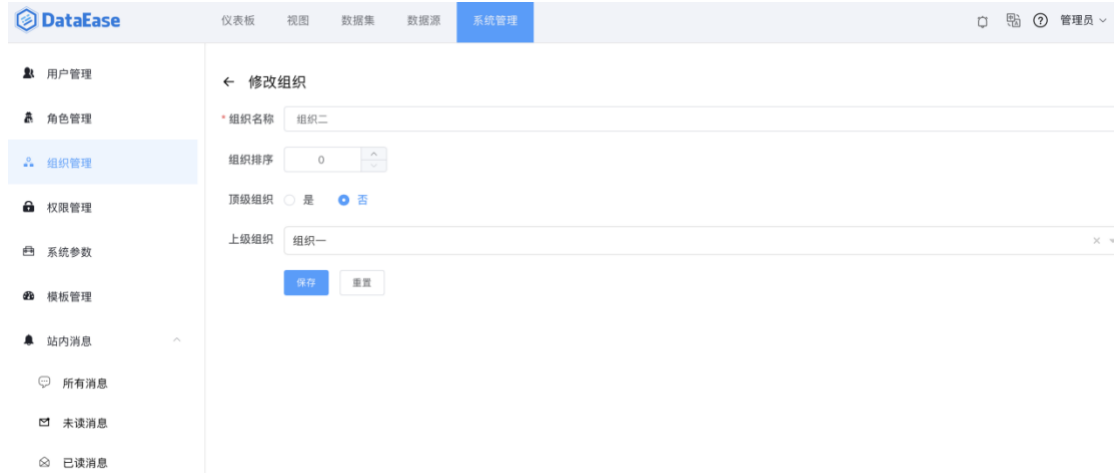 DataEase 仪表板 视图 数据集 数据源 系统管理 管理员
用户管理
← 修改组织
角色管理
* 组织名称 组织二
组织管理
组织排序 0
权限管理
顶级组织 是 否
系统参数
上级组织 组织一
保存 重置
模板管理
站内消息
所有消息
未读消息
已读消息